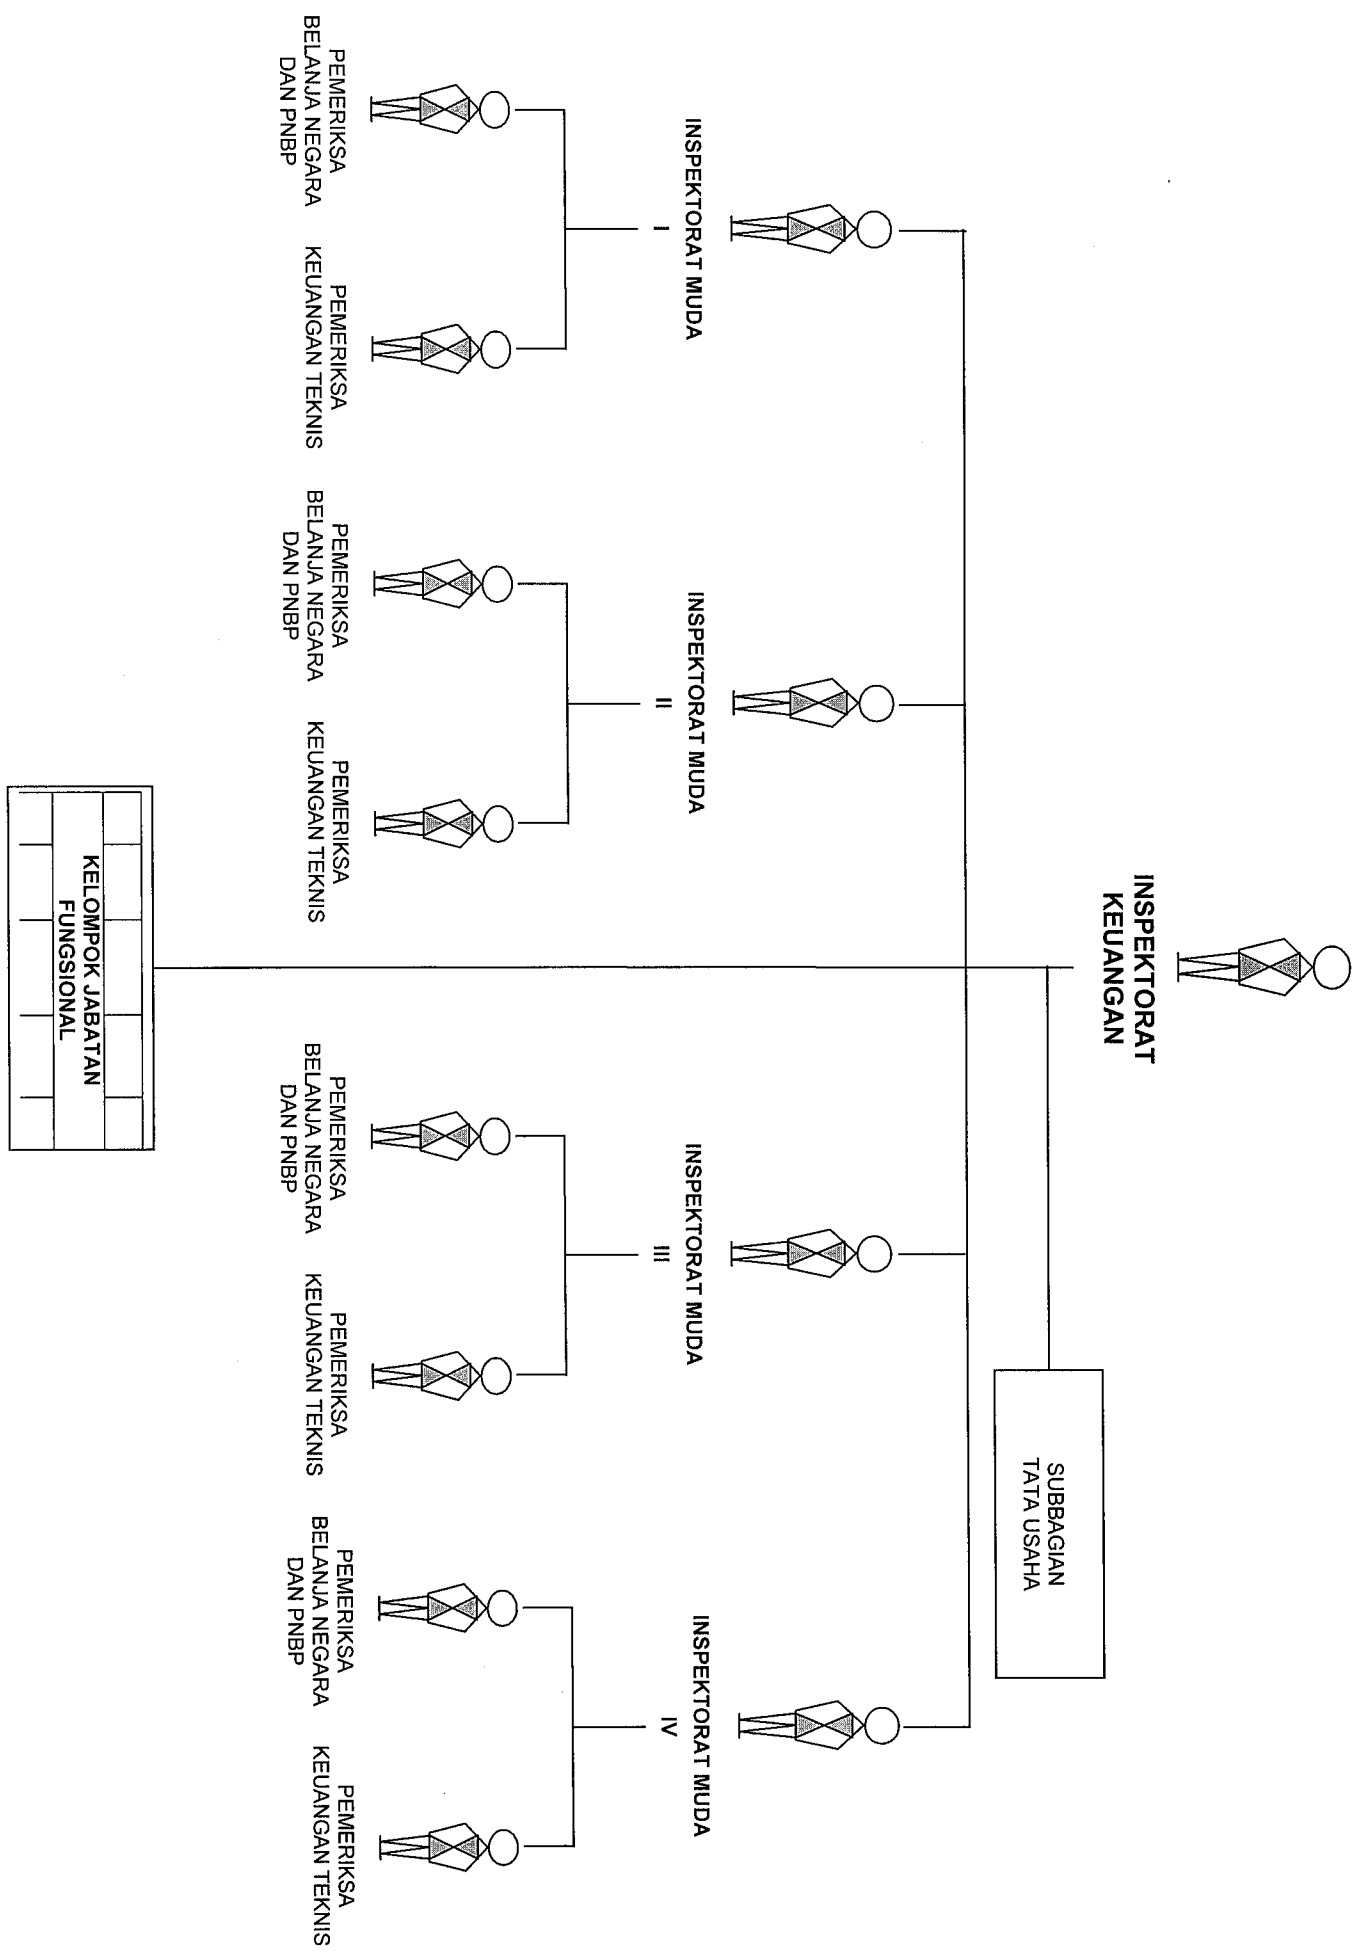 INSPEKTORAT
KEUANGAN
SUBBAGIAN
TATA USAHA
INSPEKTORAT MUDA
I
INSPEKTORAT MUDA
II
INSPEKTORAT MUDA
III
INSPEKTORAT MUDA
IV
PEMERIKSA
BELANJA NEGARA
DAN PNBP
PEMERIKSA
KEUANGAN TEKNIS
PEMERIKSA
BELANJA NEGARA
DAN PNBP
PEMERIKSA
KEUANGAN TEKNIS
PEMERIKSA
BELANJA NEGARA
DAN PNBP
PEMERIKSA
KEUANGAN TEKNIS
PEMERIKSA
BELANJA NEGARA
DAN PNBP
PEMERIKSA
KEUANGAN TEKNIS
KELOMPOK JABATAN
FUNGSIONAL